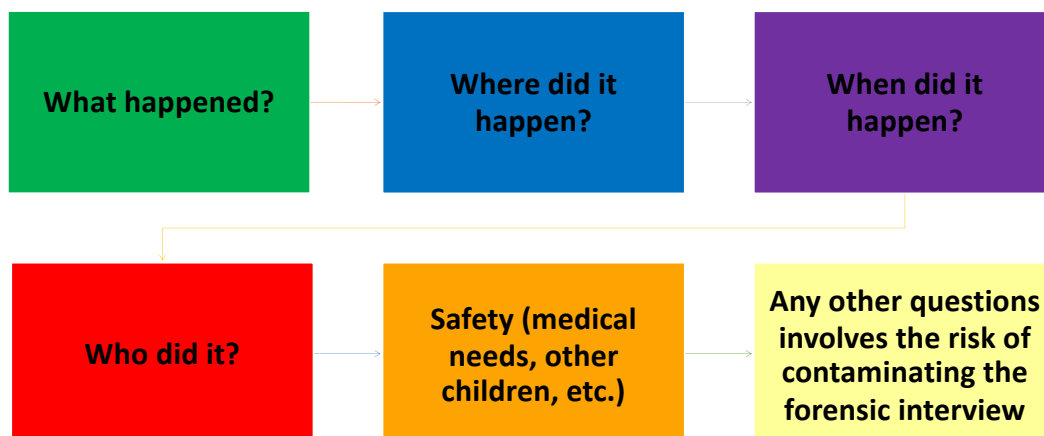 What happened?
Where did it
happen?
When did it
happen?
Who did it?
Safety (medical
needs, other
children, etc.)
Any other questions
involves the risk of
contaminating the
forensic interview